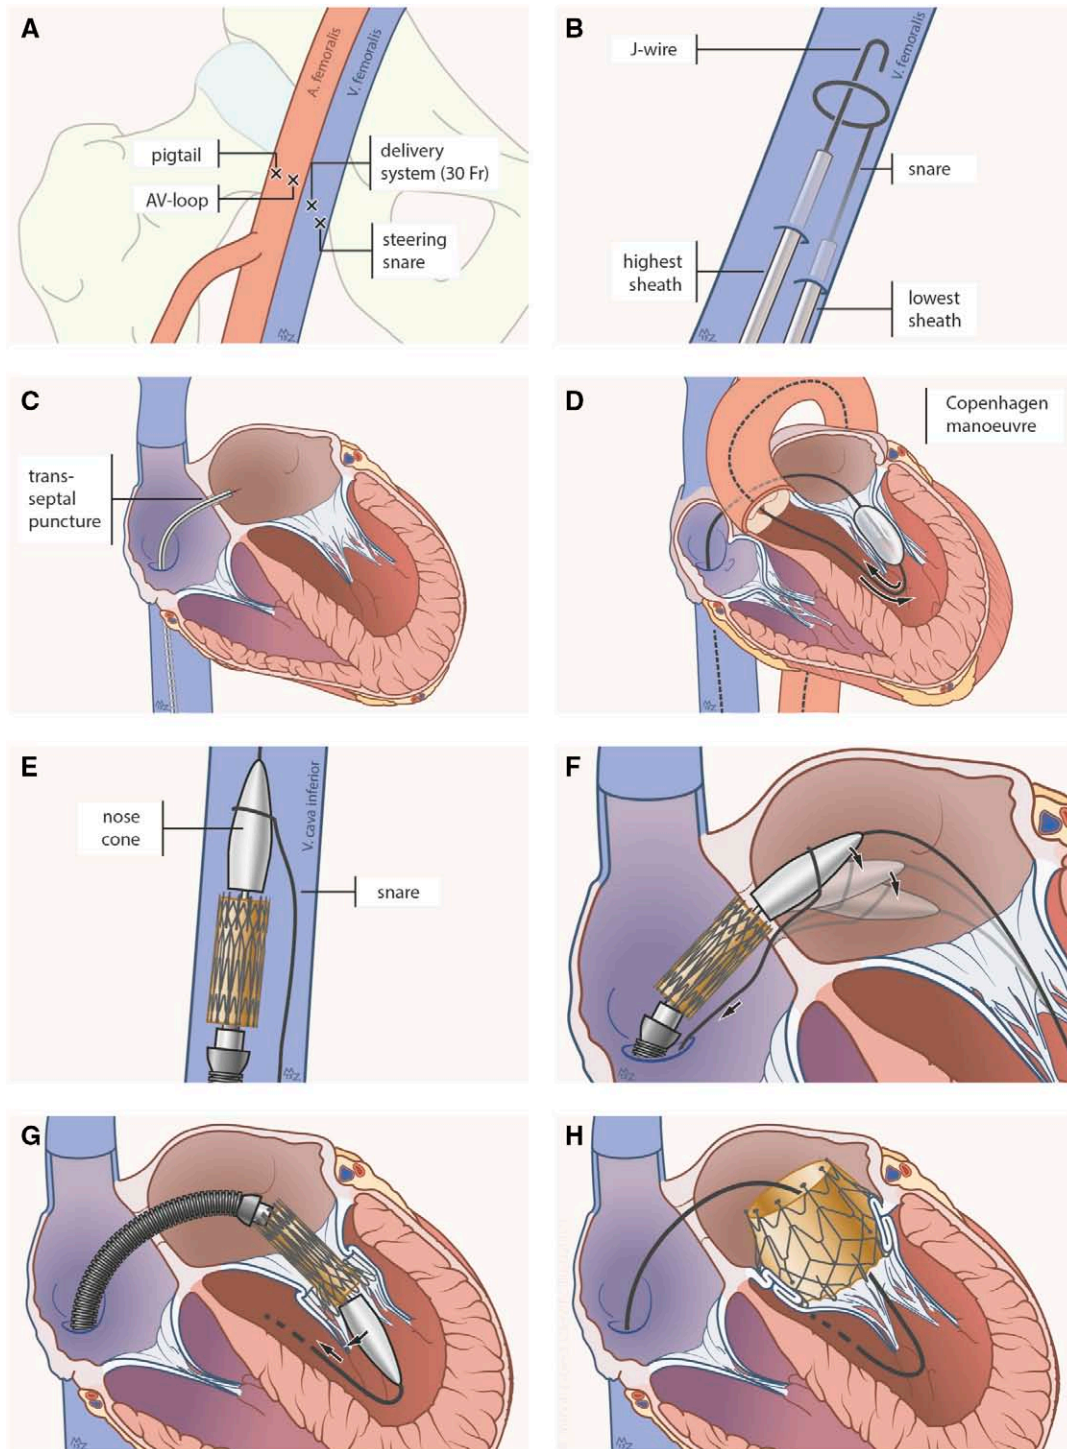 A
A. femoralis
V. femoralis
pigtail
AV-loop
delivery
system (30 Fr)
steering
snare
B
J-wire
V. femoralis
snare
highest
sheath
lowest
sheath
C
trans-
septal
puncture
D
Copenhagen
manoeuvre
E
nose
cone
V. cava inferior
snare
F
G
H